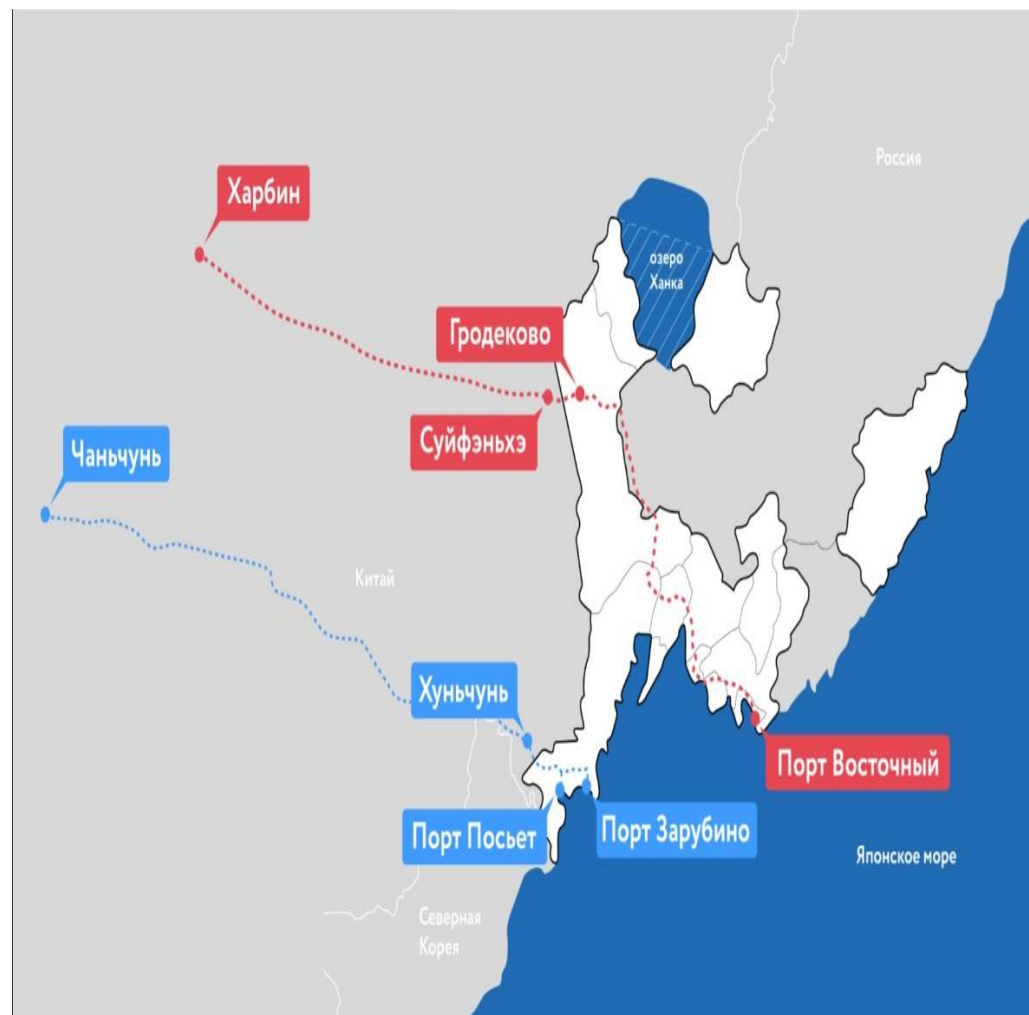 Россия
Харбин
озеро
Ханка
Гродеково
Суйфэньхэ
Чаньчунь
Китай
Хуньчунь
Порт Восточный
Порт Посьет
Порт Зарубино
Японское море
Северная
Корея